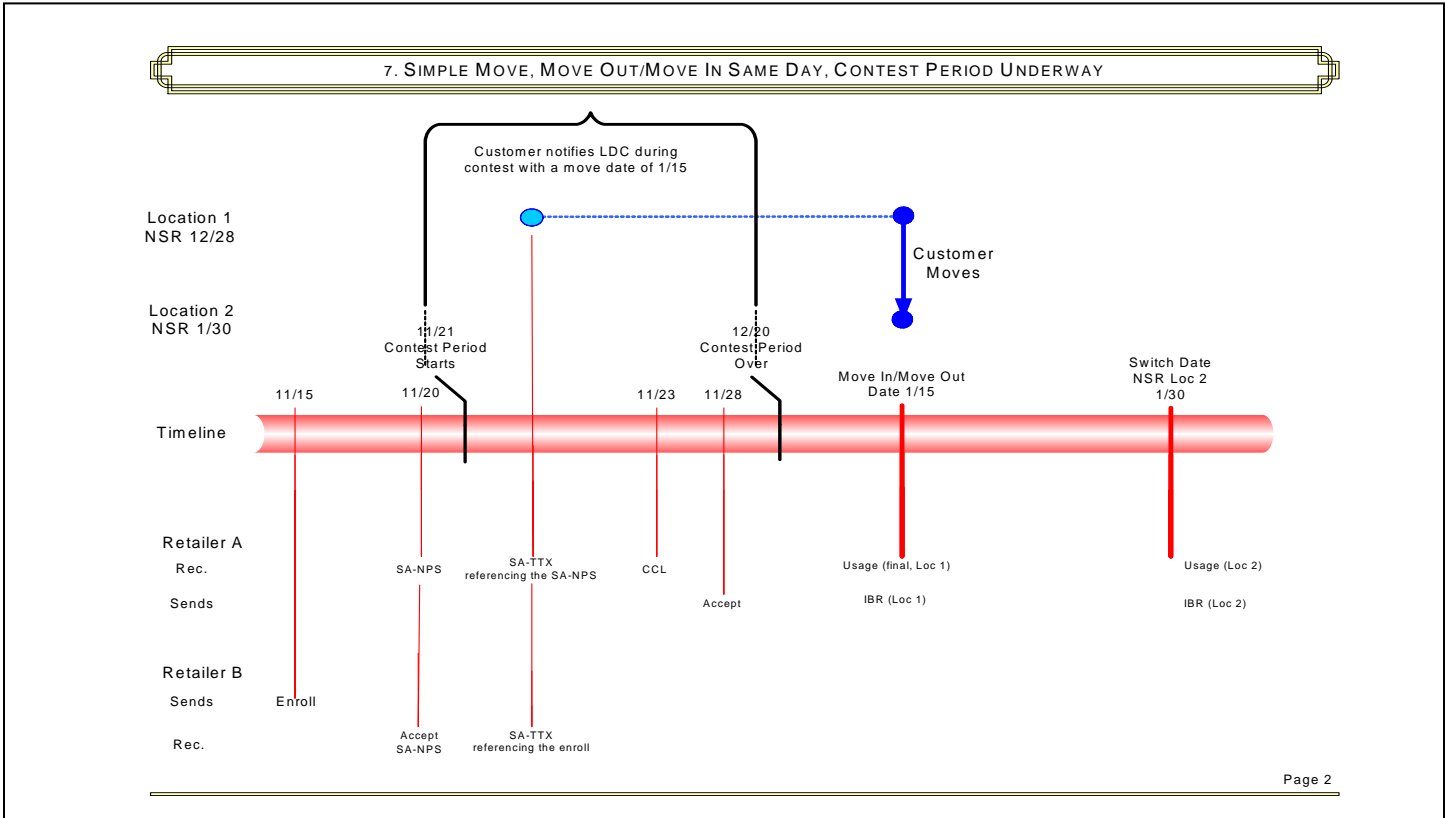 7. SIMPLE MOVE, MOVE OUT/MOVE IN SAME DAY, CONTEST PERIOD UNDERWAY
Customer notifies LDC during
contest with a move date of 1/15
Location 1
NSR 12/28
Customer
Moves
Location 2
NSR 1/30
11/21
Contest Period
Starts
12/20
Contest Period
Over
Move In/Move Out
Date 1/15
Switch Date
NSR Loc 2
1/30
11/15
11/20
11/23
11/28
Timeline
Retailer A
Rec.
SA-NPS
SA-TTX
referencing the SA-NPS
CCL
Usage (final, Loc 1)
Usage (Loc 2)
Sends
Accept
IBR (Loc 1)
IBR (Loc 2)
Retailer B
Sends
Enroll
Rec.
Accept
SA-NPS
SA-TTX
referencing the enroll
Page 2